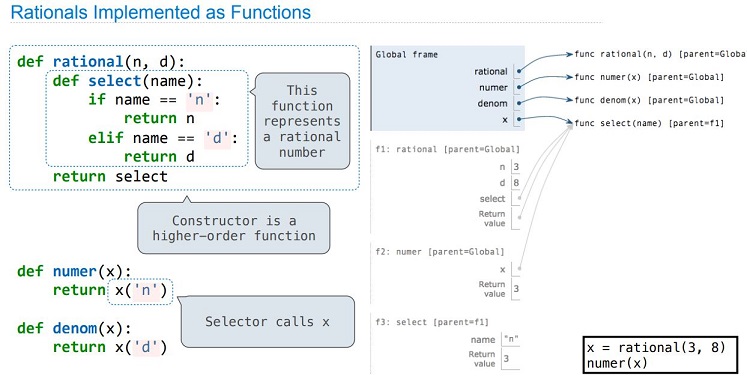 Rationals Implemented as Functions
def rational(n, d):
def select(name):
if name == 'n':
return n
elif name == 'd':
return d
return select
This
function
represents
a rational
number
Constructor is a
higher-order function
def numer(x):
return x('n')
def denom(x):
return x('d')
Selector calls x
Global frame
rational
numer
denom
x
func rational(n, d) [parent=Globa
func numer(x) [parent=Global]
func denom(x) [parent=Global]
func select(name) [parent=f1]
f1: rational [parent=Global]
n 3
d 8
select
Return
value
f2: numer [parent=Global]
x
Return
value 3
f3: select [parent=f1]
name "n"
Return
value 3
x = rational(3, 8)
numer(x)